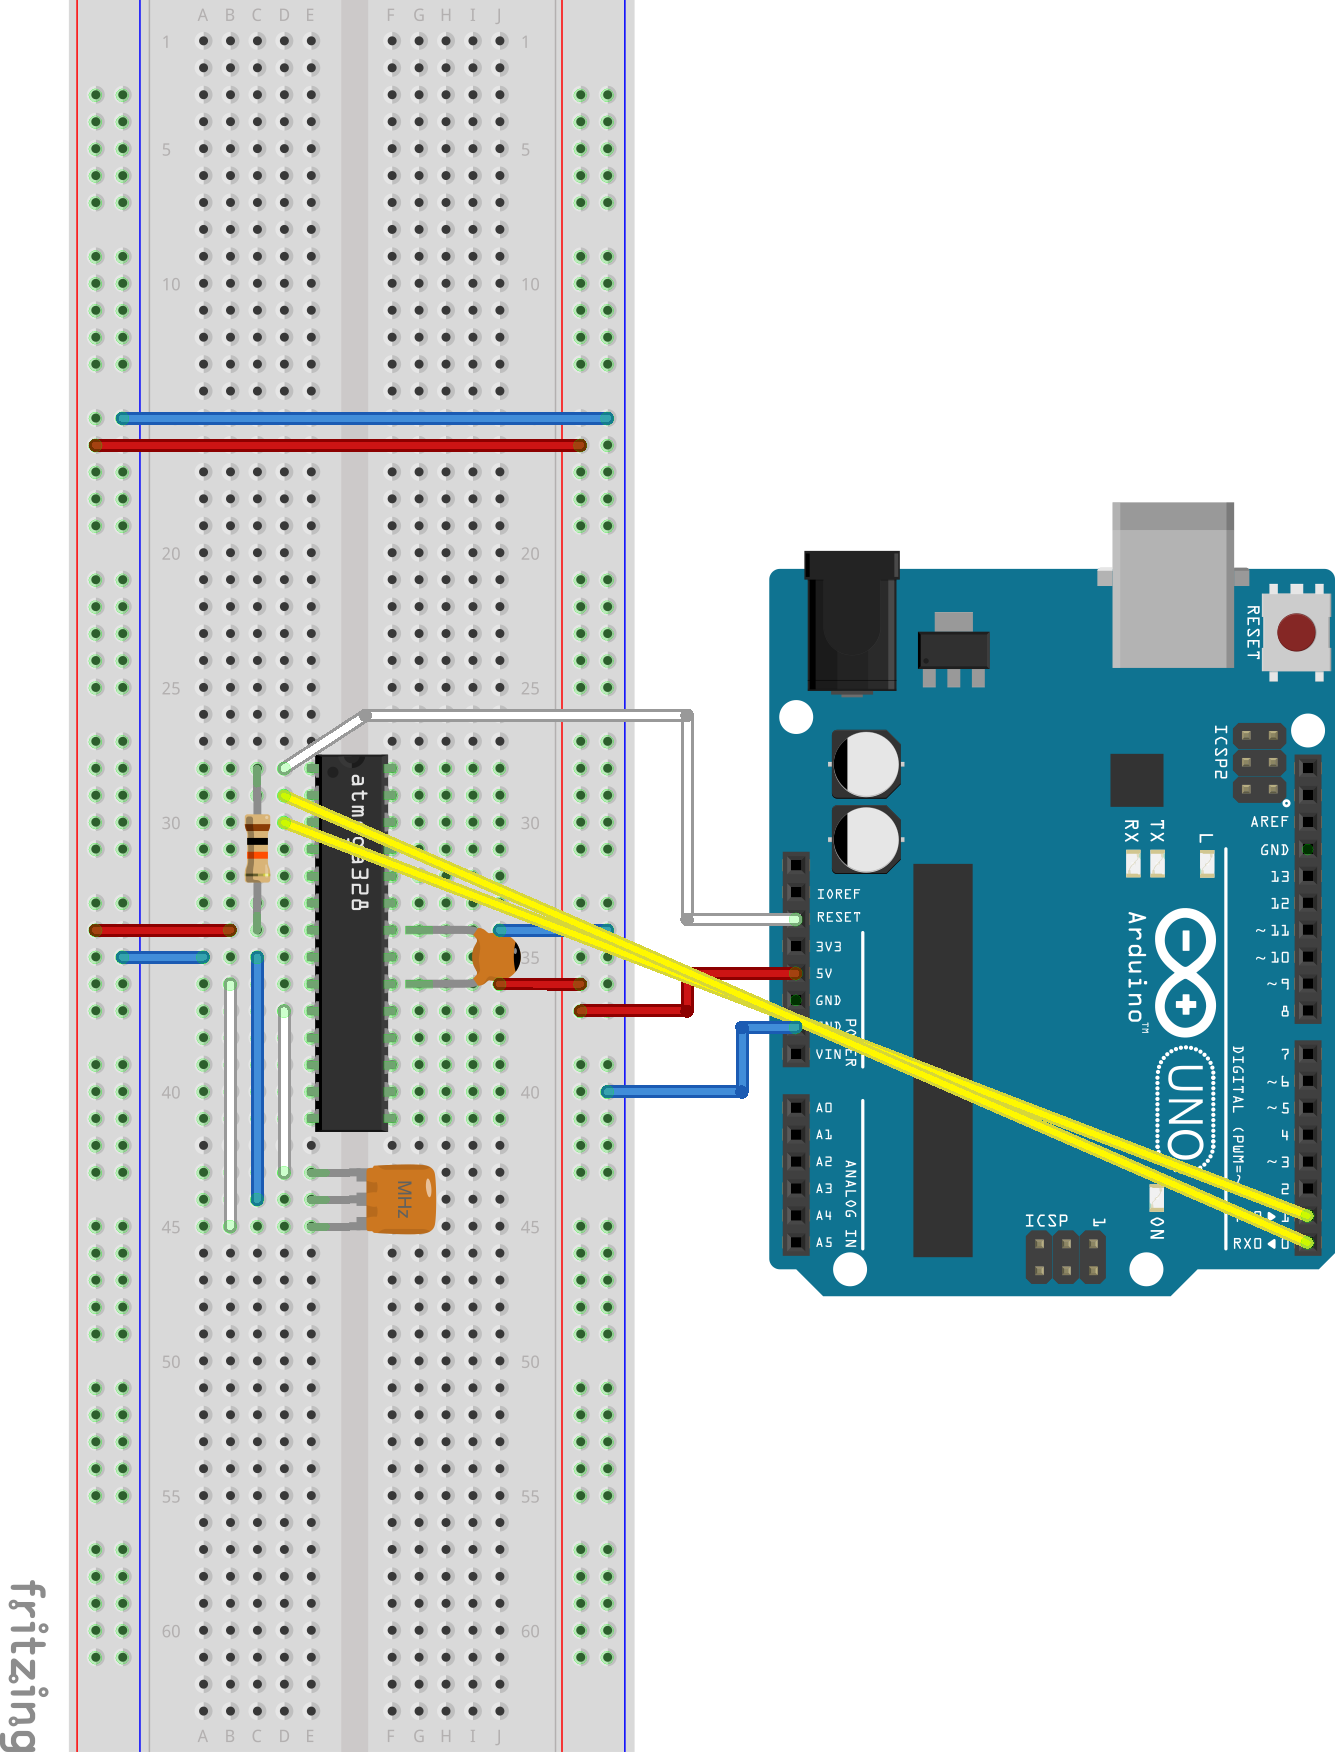 A B C D E F G H I J
1 1
5 5
10 10
20 20
25 25
30 30
35
40 40
45 45
50 50
55 55
60 60
A B C D E F G H I J
atm
a328
MHz
fritzing
RESET
ICSP2
AREF
GND
13
12
~11
~10
~9
8
7
~6
~5
4
~3
2
1
RX0 ◀ 0
RX
TX
L
IOREF
RESET
3V3
5V
GND
ND
VIN
POWER
A0
A1
A2
A3
A4
A5
ANALOG IN
Arduino™
UNO
DIGITAL (PWM=~
ICSP
1
ON